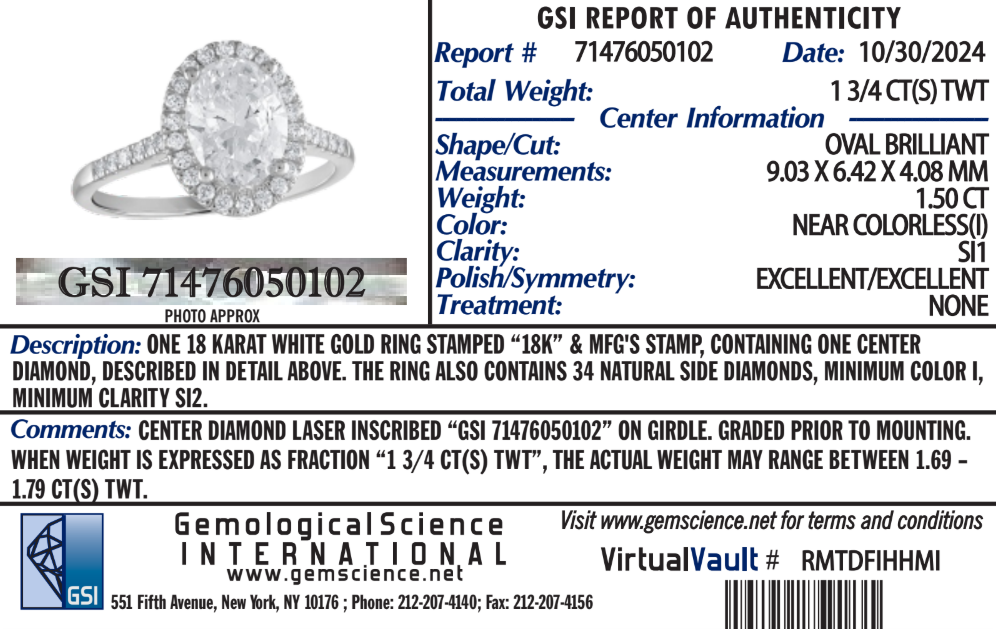 GSI REPORT OF AUTHENTICITY
Report # 71476050102 Date: 10/30/2024
Total Weight: 1 3/4 CT(S) TWT
Center Information
Shape/Cut: OVAL BRILLIANT
Measurements: 9.03 X 6.42 X 4.08 MM
Weight: 1.50 CT
Color: NEAR COLORLESS(I)
Clarity: SI1
Polish/Symmetry: EXCELLENT/EXCELLENT
Treatment: NONE
GSI 71476050102
PHOTO APPROX
Description: ONE 18 KARAT WHITE GOLD RING STAMPED “18K” & MFG'S STAMP, CONTAINING ONE CENTER
DIAMOND, DESCRIBED IN DETAIL ABOVE. THE RING ALSO CONTAINS 34 NATURAL SIDE DIAMONDS, MINIMUM COLOR I,
MINIMUM CLARITY SI2.
Comments: CENTER DIAMOND LASER INSCRIBED “GSI 71476050102” ON GIRDLE. GRADED PRIOR TO MOUNTING.
WHEN WEIGHT IS EXPRESSED AS FRACTION “1 3/4 CT(S) TWT”, THE ACTUAL WEIGHT MAY RANGE BETWEEN 1.69 –
1.79 CT(S) TWT.
GSI
GemologicalScience
INTERNATIONAL
www.gemscience.net
551 Fifth Avenue, New York, NY 10176 ; Phone: 212-207-4140; Fax: 212-207-4156
Visit www.gemscience.net for terms and conditions
VirtualVault # RMTDFIHHMI